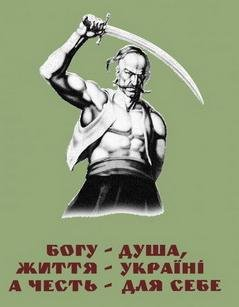 БОГУ - ДУША,
ЖИТТЯ - УКРАЇНІ
А ЧЕСТЬ - ДЛЯ СЕБЕ